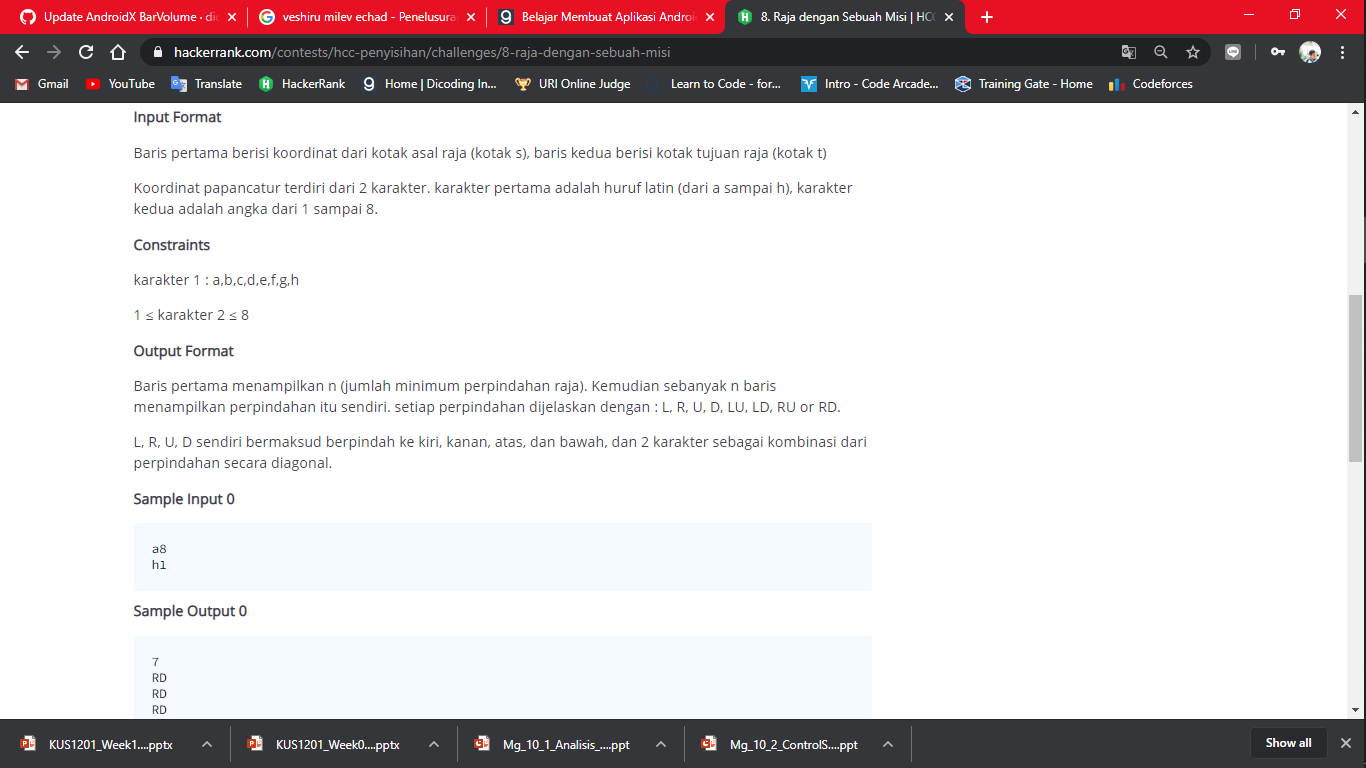 Update AndroidX BarVolume · dic
veshiru milev echad - Penelusura
Belajar Membuat Aplikasi Androi
8. Raja dengan Sebuah Misi | HCC
hackerrank.com/contests/hcc-penyisihan/challenges/8-raja-dengan-sebuah-misi
Gmail YouTube Translate HackerRank Home | Dicoding In... URI Online Judge Learn to Code - for... Intro - Code Arcade... Training Gate - Home Codeforces
Input Format
Baris pertama berisi koordinat dari kotak asal raja (kotak s), baris kedua berisi kotak tujuan raja (kotak t)
Koordinat papancatur terdiri dari 2 karakter. karakter pertama adalah huruf latin (dari a sampai h), karakter
kedua adalah angka dari 1 sampai 8.
Constraints
karakter 1 : a,b,c,d,e,f,g,h
1 ≤ karakter 2 ≤ 8
Output Format
Baris pertama menampilkan n (jumlah minimum perpindahan raja). Kemudian sebanyak n baris
menampilkan perpindahan itu sendiri. setiap perpindahan dijelaskan dengan : L, R, U, D, LU, LD, RU or RD.
L, R, U, D sendiri bermaksud berpindah ke kiri, kanan, atas, dan bawah, dan 2 karakter sebagai kombinasi dari
perpindahan secara diagonal.
Sample Input 0
a8
h1
Sample Output 0
7
RD
RD
RD
KUS1201_Week1....pptx
KUS1201_Week0....pptx
Mg_10_1_Analisis_....ppt
Mg_10_2_ControlS....ppt
Show all